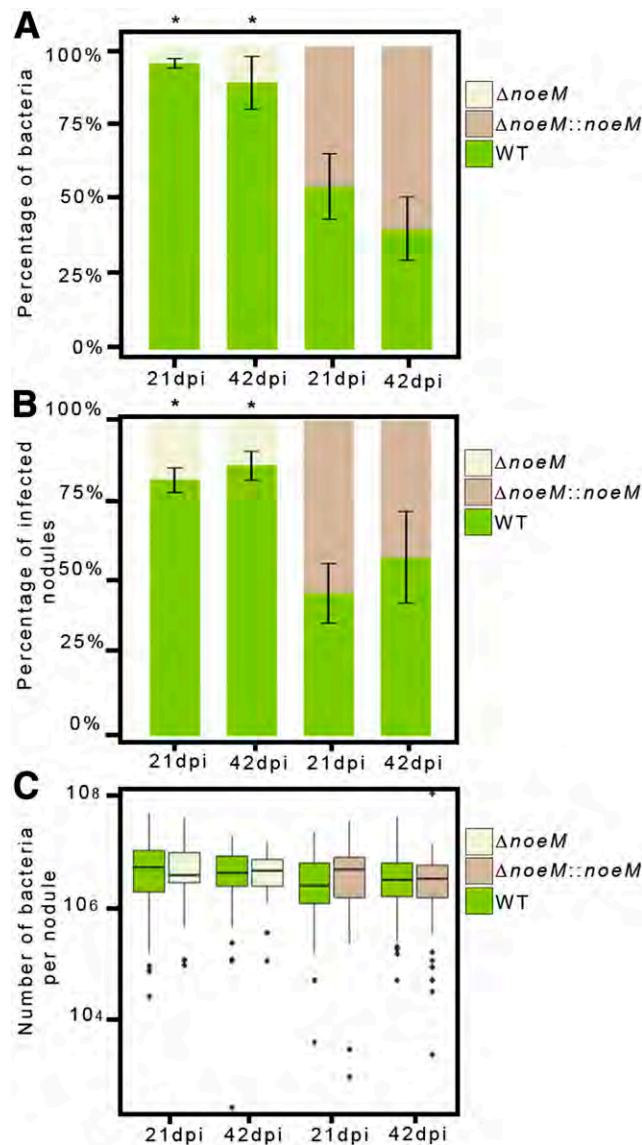 A
* *
100%
75%
50%
25%
0%
Percentage of bacteria
21dpi 42dpi 21dpi 42dpi
ΔnoeM
ΔnoeM::noeM
WT
B
* *
100%
75%
50%
25%
0%
Percentage of infected
nodules
21dpi 42dpi 21dpi 42dpi
ΔnoeM
ΔnoeM::noeM
WT
C
108
106
104
Number of bacteria
per nodule
21dpi 42dpi 21dpi 42dpi
ΔnoeM
ΔnoeM::noeM
WT